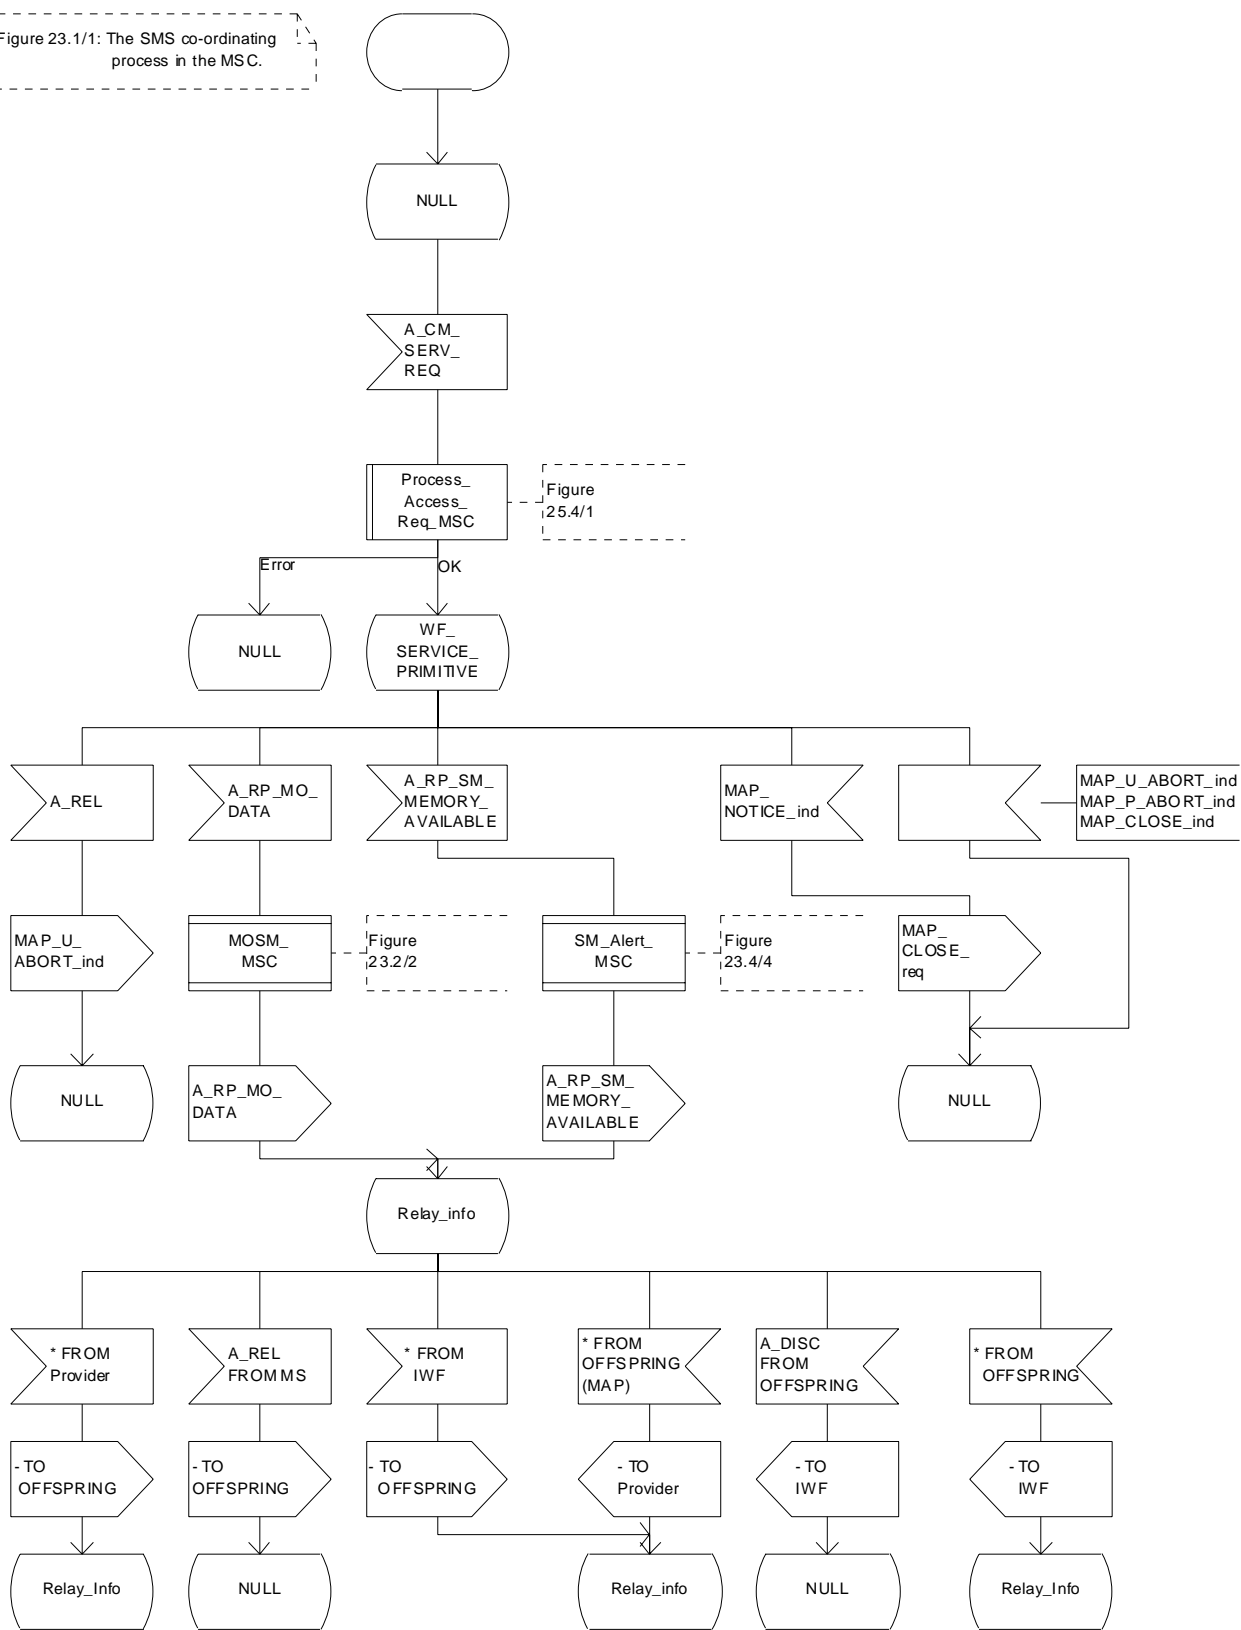 Figure 23.1/1: The SMS co-ordinating
process in the MSC.
NULL
A_CM_
SERV_
REQ
Process_
Access_
Req_MSC
Figure
25.4/1
Error
OK
NULL
WF_
SERVICE_
PRIMITIVE
A_REL
A_RP_MO_
DATA
A_RP_SM_
MEMORY_
AVAILABLE
MAP_
NOTICE_ind
MAP_U_ABORT_ind
MAP_P_ABORT_ind
MAP_CLOSE_ind
MAP_U_
ABORT_ind
MOSM_
MSC
Figure
23.2/2
SM_Alert_
MSC
Figure
23.4/4
MAP_
CLOSE_
req
NULL
A_RP_MO_
DATA
A_RP_SM_
MEMORY_
AVAILABLE
NULL
Relay_info
* FROM
Provider
A_REL
FROM MS
* FROM
IWF
* FROM
OFFSPRING
(MAP)
A_DISC
FROM
OFFSPRING
* FROM
OFFSPRING
- TO
OFFSPRING
- TO
OFFSPRING
- TO
OFFSPRING
- TO
Provider
- TO
IWF
- TO
IWF
Relay_Info
NULL
Relay_info
NULL
Relay_Info